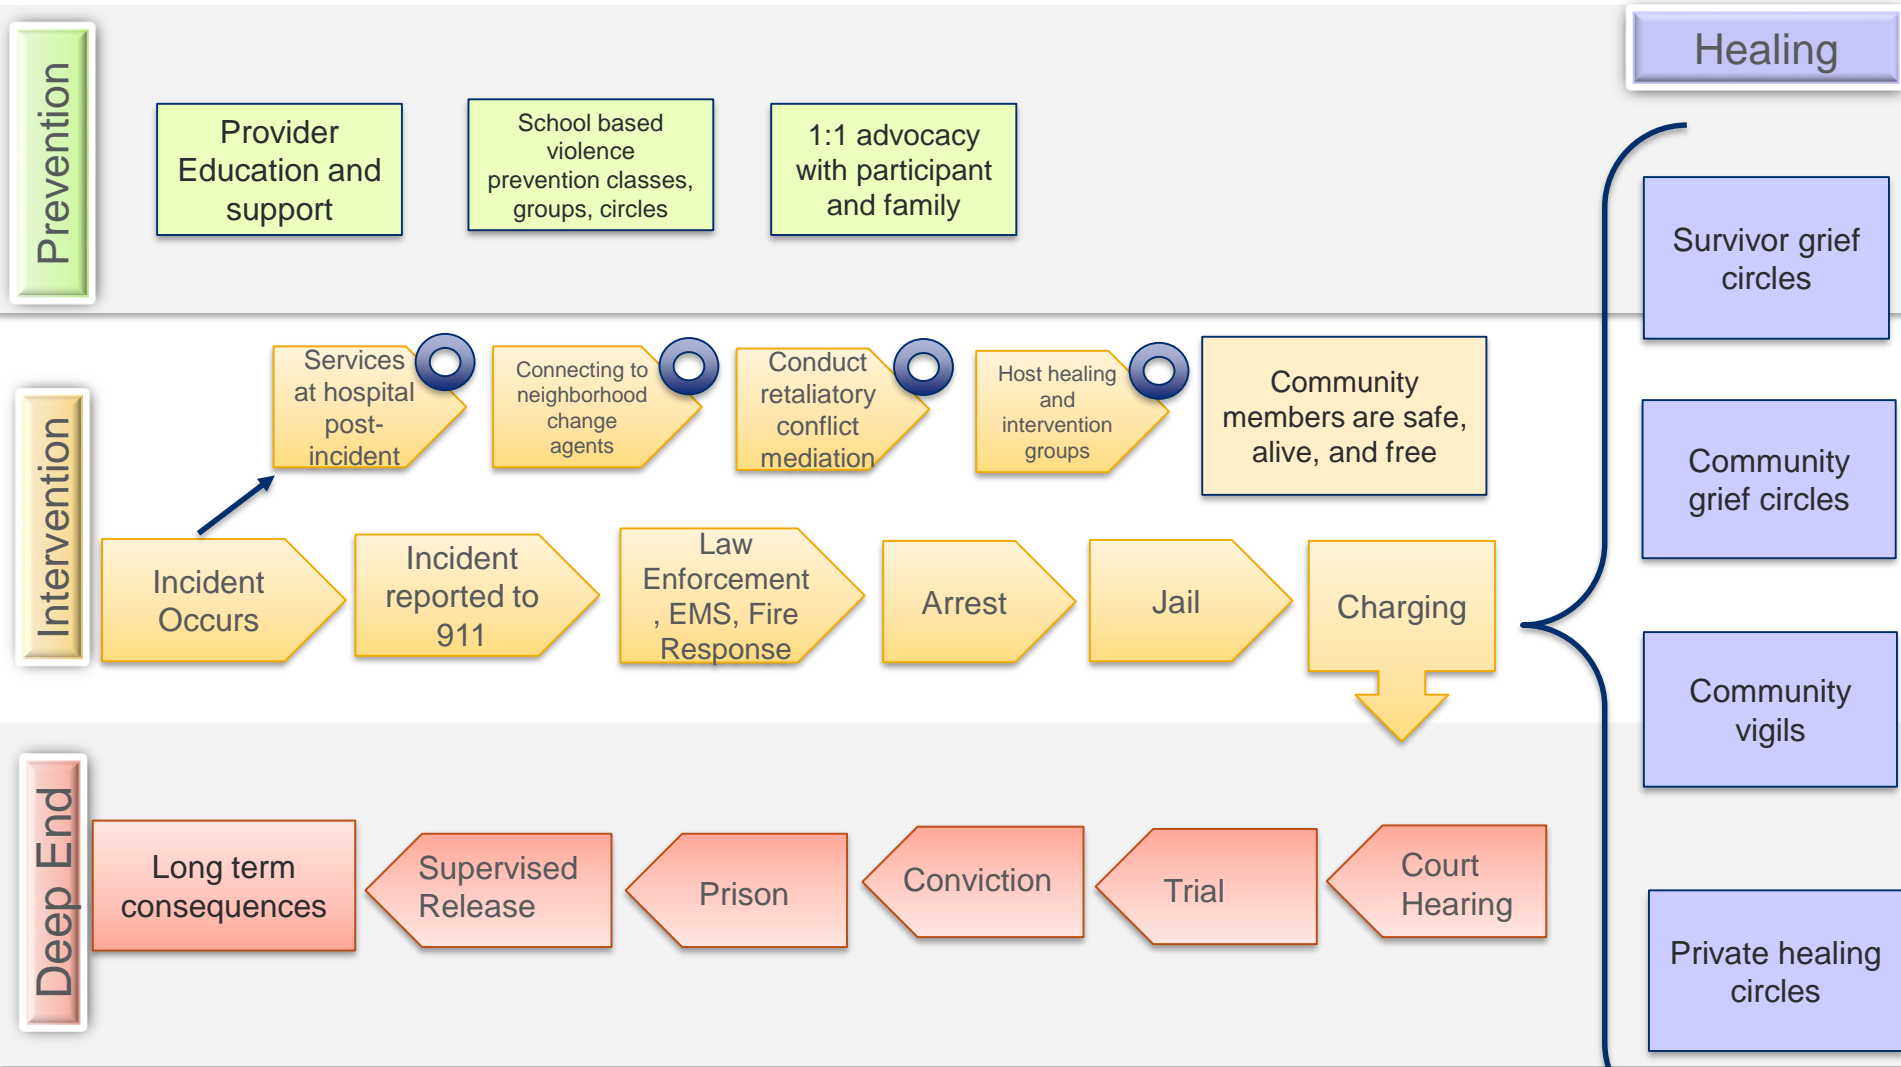 Prevention
Provider
Education and
support
School based
violence
prevention classes,
groups, circles
1:1 advocacy
with participant
and family
Healing
Survivor grief
circles
Community
grief circles
Community
vigils
Private healing
circles
Intervention
Services
at hospital
post-
incident
Connecting to
neighborhood
change
agents
Conduct
retaliatory
conflict
mediation
Host healing
and
intervention
groups
Community
members are safe,
alive, and free
Incident
Occurs
Incident
reported to
911
Law
Enforcement
, EMS, Fire
Response
Arrest
Jail
Charging
Deep End
Long term
consequences
Supervised
Release
Prison
Conviction
Trial
Court
Hearing